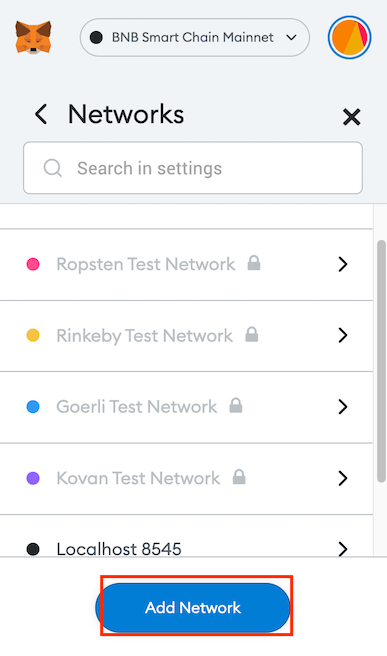 BNB Smart Chain Mainnet
Networks
Search in settings
Ropsten Test Network
Rinkeby Test Network
Goerli Test Network
Kovan Test Network
Localhost 8545
Add Network